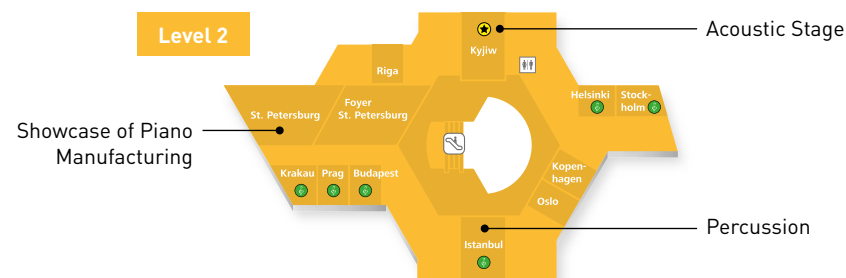 Level 2
Acoustic Stage
Kyjiw
Riga
Helsinki
Stock-
holm
Foyer
St. Petersburg
St. Petersburg
Showcase of Piano
Manufacturing
Krakau
Prag
Budapest
Kopen-
hagen
Oslo
Percussion
Istanbul